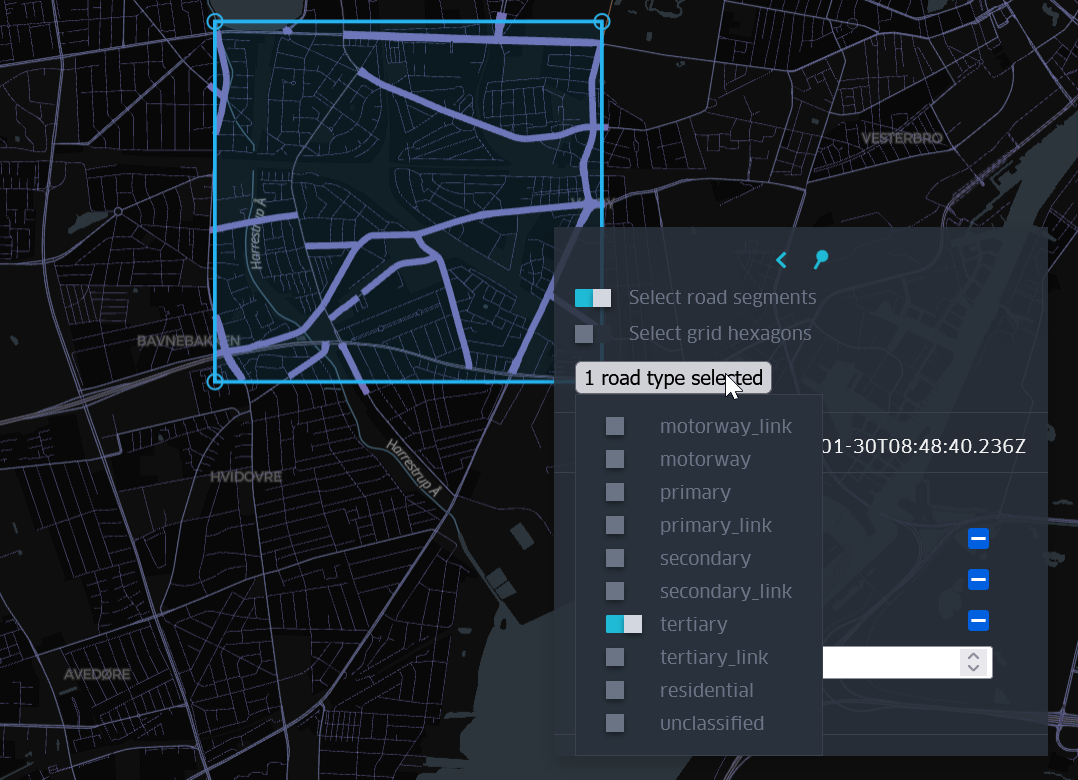 VESTERBRO
Harrestrup Å
Select road segments
Select grid hexagons
BAVNEBAKKEN
1 road type selected
motorway_link
01-30T08:48:40.236Z
motorway
Harrestrup Å
HVIDOVRE
primary
primary_link
secondary
secondary_link
tertiary
tertiary_link
AVEDØRE
residential
unclassified